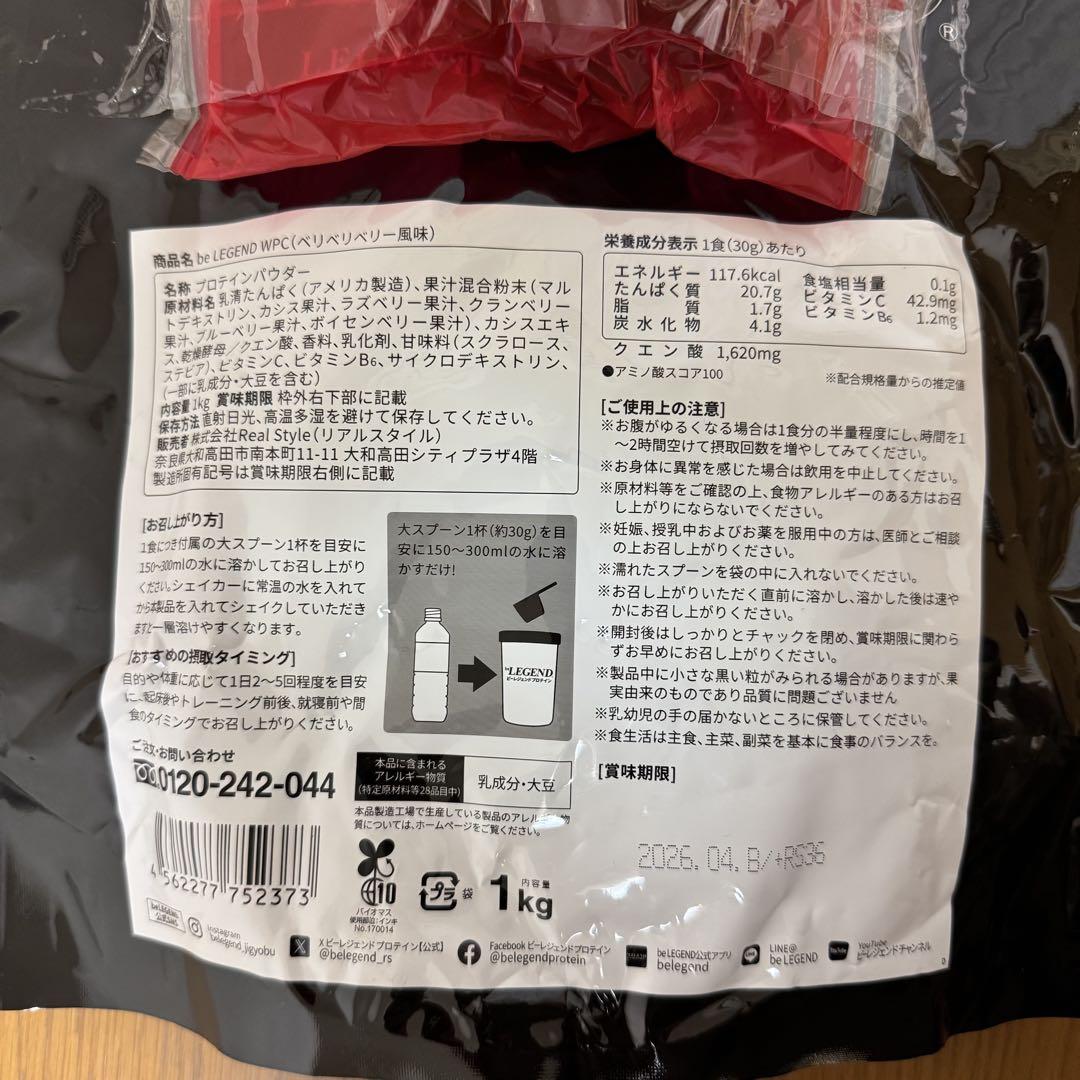 LEGEND
®
商品名 be LEGEND WPC(ベリベリベリー風味)
名称 プロテインパウダー
原材料名 乳清たんぱく(アメリカ製造)、果汁混合粉末(マル
トデキストリン、カシス果汁、ラズベリー果汁、クランベリー
果汁、ブルーベリー果汁、ボイセンベリー果汁)、カシスエキ
ス、乾燥酵母/クエン酸、香料、乳化剤、甘味料(スクラロース、
ステビア)、ビタミンC、ビタミンB6、サイクロデキストリン、
(一部に乳成分・大豆を含む)
内容量 1kg 賞味期限 枠外右下部に記載
保存方法 直射日光、高温多湿を避けて保存してください。
販売者 株式会社Real Style(リアルスタイル)
奈良県大和高田市南本町11-11 大和高田シティプラザ4階
製造所固有記号は賞味期限右側に記載
栄養成分表示 1食(30g)あたり
エネルギー 117.6kcal
たんぱく質 20.7g
脂質 1.7g
炭水化物 4.1g
食塩相当量 0.1g
ビタミンC 42.9mg
ビタミンB6 1.2mg
クエン酸 1,620mg
●アミノ酸スコア100
※配合規格量からの推定値
[ご使用上の注意]
※お腹がゆるくなる場合は1食分の半量程度にし、時間を1
～2時間空けて摂取回数を増やしてみてください。
※お身体に異常を感じた場合は飲用を中止してください。
※原材料等をご確認の上、食物アレルギーのある方はお召
し上がりにならないでください。
※妊娠、授乳中およびお薬を服用中の方は、医師とご相談
の上お召し上がりください。
※濡れたスプーンを袋の中に入れないでください。
※お召し上がりいただく直前に溶かし、溶かした後は速や
かにお召し上がりください。
※開封後はしっかりとチャックを閉め、賞味期限に関わら
ずお早めにお召し上がりください。
※製品中に小さな黒い粒がみられる場合がありますが、果
実由来のものであり品質に問題ございません
※乳幼児の手の届かないところに保管してください。
※食生活は主食、主菜、副菜を基本に食事のバランスを。
[賞味期限]
2026.04.B/+RG36
[お召し上がり方]
1食につき付属の大スプーン1杯を目安に
150～300mlの水に溶かしてお召し上がり
ください。シェイカーに常温の水を入れて
から本製品を入れてシェイクしていただき
ますと一層溶けやすくなります。
[おすすめの摂取タイミング]
目的や体重に応じて1日2～5回程度を目安
に、起床後やトレーニング前後、就寝前や間
食のタイミングでお召し上がりください。
大スプーン1杯(約30g)を目
安に150～300mlの水に溶
かすだけ!
be LEGEND
ビーレジェンドプロテイン
ご注文・お問い合わせ
0120-242-044
本品に含まれる
アレルギー物質
(特定原材料等28品目中)
乳成分・大豆
本品製造工場で生産している製品のアレルギー物
質については、ホームページをご覧ください。
4 562277 752373
10
バイオマス
使用部位:インキ
No.170014
プラ
袋
内容量
1kg
be LEGEND
公式SNS
Instagram
belegend_jigyobu
X ビーレジェンドプロテイン【公式】
@belegend_rs
Facebook ビーレジェンドプロテイン
@belegendprotein
be LEGEND公式アプリ
belegend
LINE
LINE@
be LEGEND
YouTube
YouTube
ビーレジェンドチャンネル
D